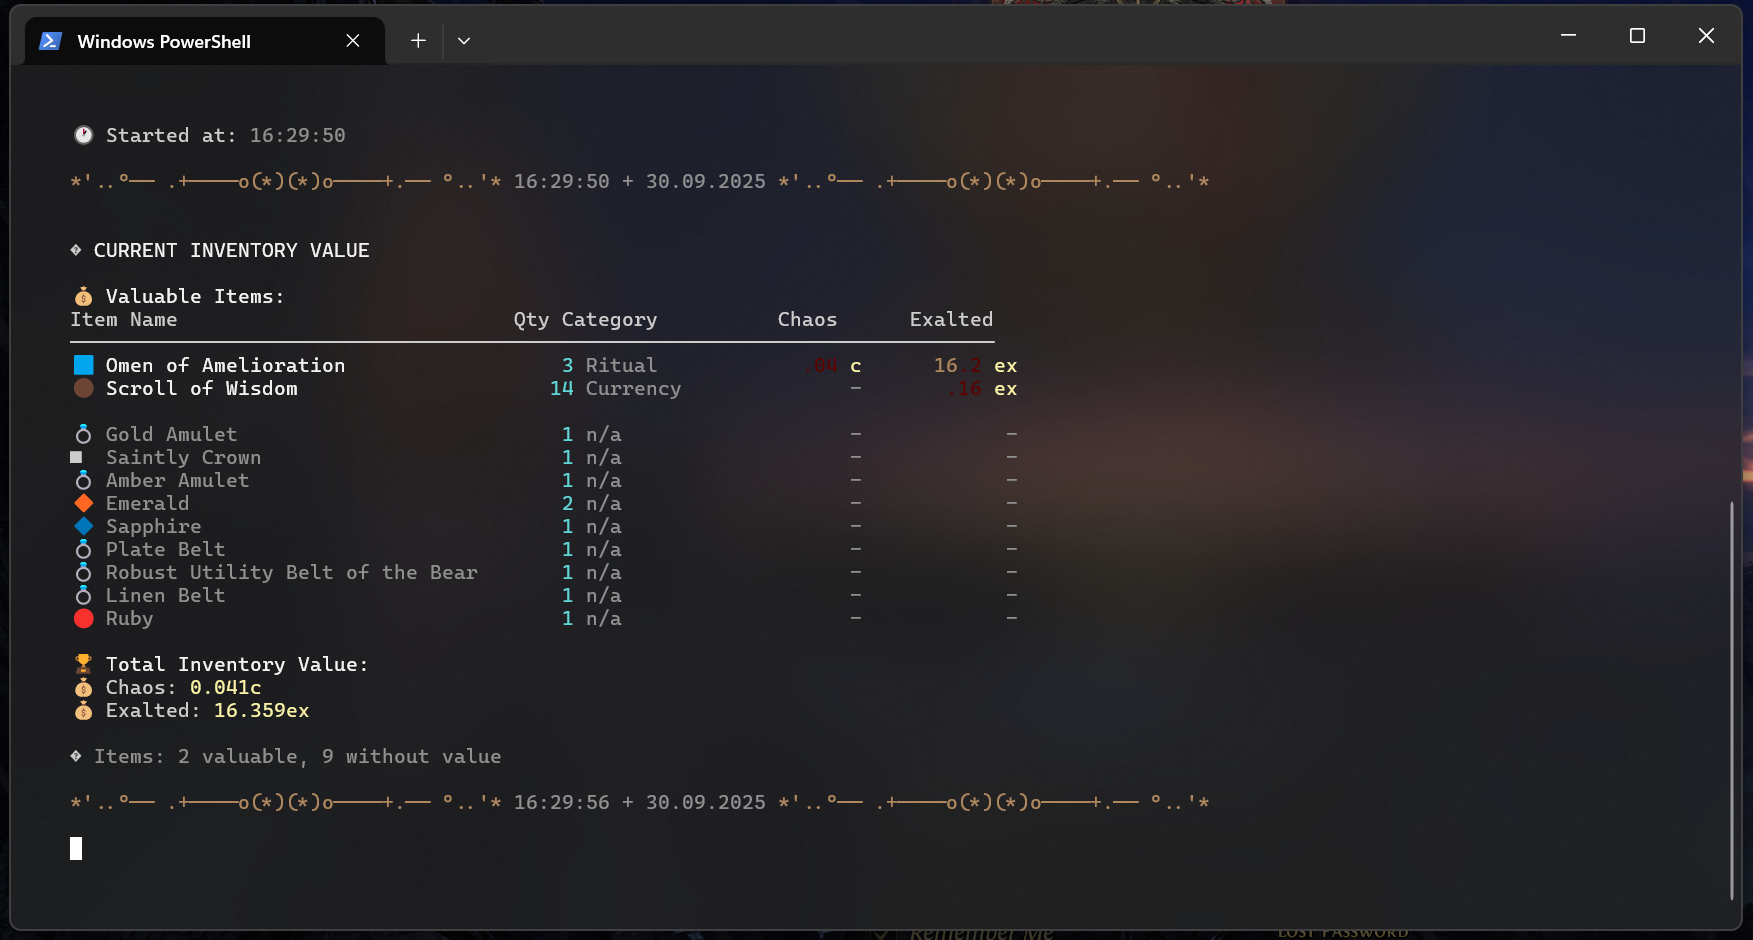 Windows PowerShell
Started at: 16:29:50
*'..°── .+────o(*)(*)o────+.── °..'* 16:29:50 + 30.09.2025 *'..°── .+────o(*)(*)o────+.── °..'*
� CURRENT INVENTORY VALUE
💰 Valuable Items:
Item Name Qty Category Chaos Exalted
Omen of Amelioration 3 Ritual .04 c 16.2 ex
Scroll of Wisdom 14 Currency – .16 ex
Gold Amulet 1 n/a – –
Saintly Crown 1 n/a – –
Amber Amulet 1 n/a – –
Emerald 2 n/a – –
Sapphire 1 n/a – –
Plate Belt 1 n/a – –
Robust Utility Belt of the Bear 1 n/a – –
Linen Belt 1 n/a – –
Ruby 1 n/a – –
Total Inventory Value:
Chaos: 0.041c
Exalted: 16.359ex
� Items: 2 valuable, 9 without value
*'..°── .+────o(*)(*)o────+.── °..'* 16:29:56 + 30.09.2025 *'..°── .+────o(*)(*)o────+.── °..'*
Remember Me
LOST PASSWORD